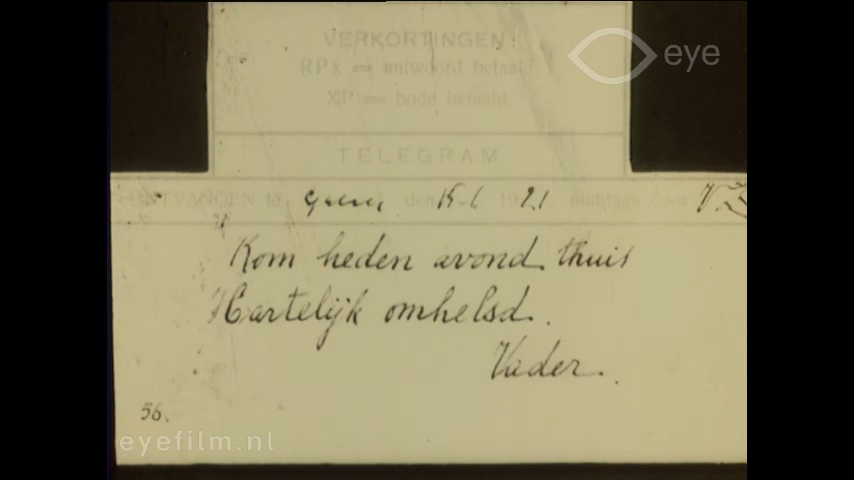 VERKORTINGEN:
RPx = antwoord betaald.
XP = bode betaald.
eye
TELEGRAM
ONTVANGEN te den 15-6 1921 middags door
Kom heden avond thuis
Hartelijk omhelsd.
Vader.
56.
eyefilm.nl